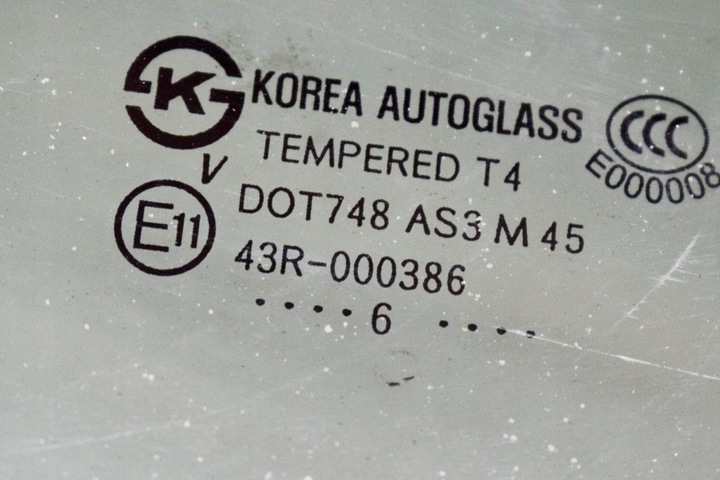 K KOREA AUTOGLASS
CCC
E000008
TEMPERED T4
V
DOT748 AS3 M 45
E11
43R-000386
....6 ....